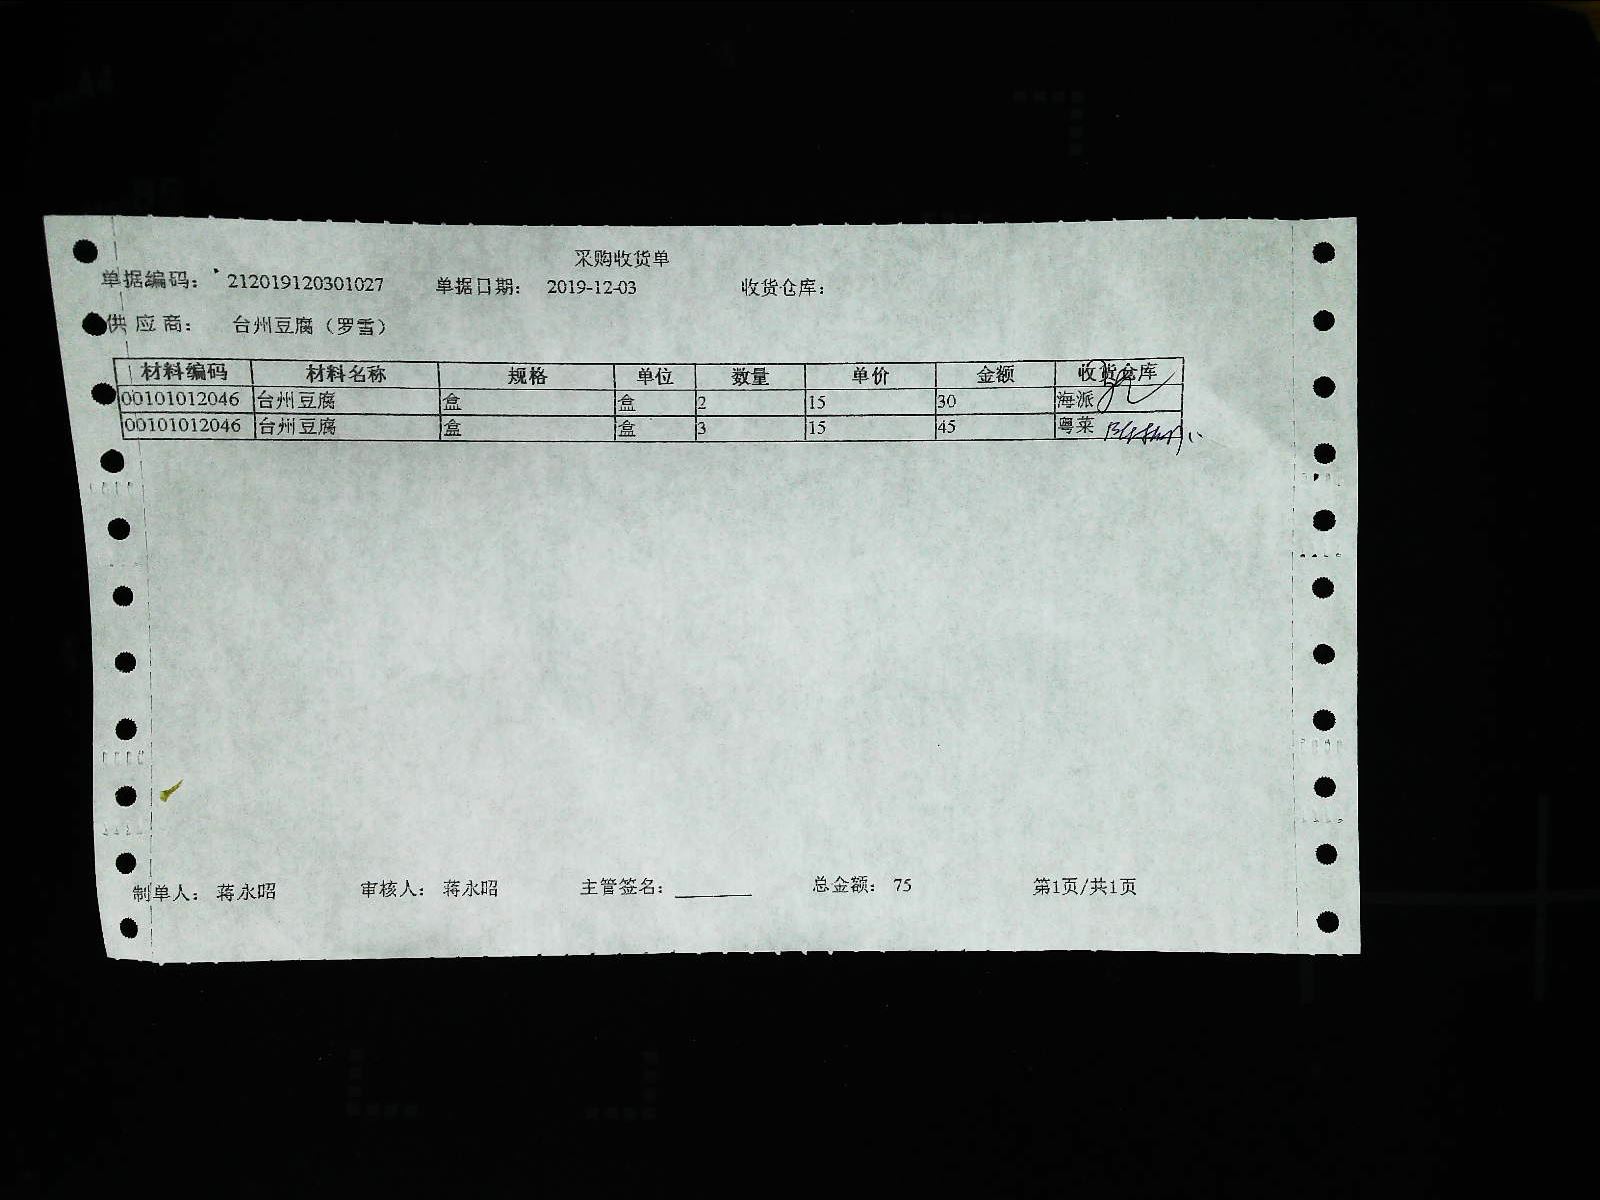 采购收货单
单据编码： 212019120301027 单据日期： 2019-12-03 收货仓库：
供应商： 台州豆腐（罗雪）
材料编码 材料名称 规格 单位 数量 单价 金额 收货仓库
00101012046 台州豆腐 盒 盒 2 15 30 海派
00101012046 台州豆腐 盒 盒 3 15 45 粤菜
制单人： 蒋永昭 审核人： 蒋永昭 主管签名： 总金额： 75 第1页/共1页